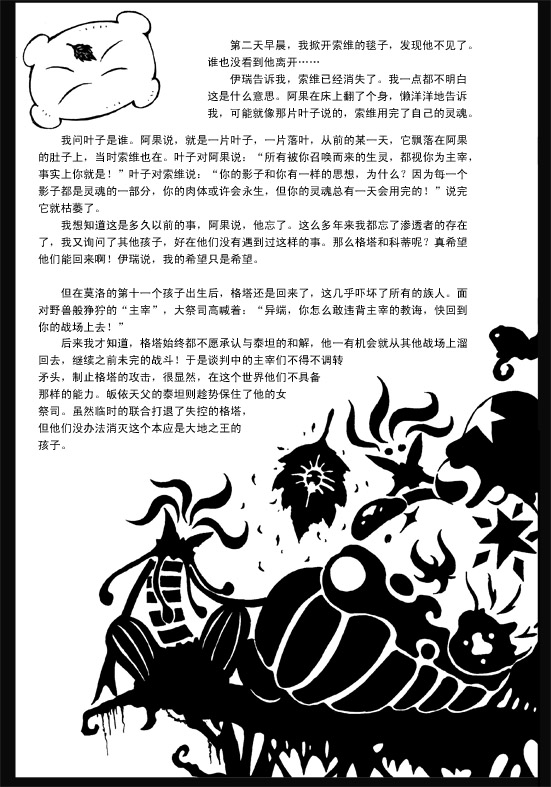 第二天早晨，我掀开索维的毯子，发现他不见了。
谁也没看到他离开……
伊瑞告诉我，索维已经消失了。我一点都不明白
这是什么意思。阿果在床上翻了个身，懒洋洋地告诉
我，可能就像那片叶子说的，索维用完了自己的灵魂。
我问叶子是谁。阿果说，就是一片叶子，一片落叶，从前的某一天，它飘落在阿果
的肚子上，当时索维也在。叶子对阿果说：“所有被你召唤而来的生灵，都视你为主宰，
事实上你就是！”叶子对索维说：“你的影子和你有一样的思想，为什么？因为每一个
影子都是灵魂的一部分，你的肉体或许会永生，但你的灵魂总有一天会用完的！”说完
它就枯萎了。
我想知道这是多久以前的事，阿果说，他忘了。这么多年来我都忘了渗透者的存在
了，我又询问了其他孩子，好在他们没有遇到过这样的事。那么格塔和科蒂呢？真希望
他们能回来啊！伊瑞说，我的希望只是希望。
但在莫洛的第十一个孩子出生后，格塔还是回来了，这几乎吓坏了所有的族人。面
对野兽般狰狞的“主宰”，大祭司高喊着：“异端，你怎么敢违背主宰的教诲，快回到
你的战场上去！”
后来我才知道，格塔始终都不愿承认与泰坦的和解，他一有机会就从其他战场上溜
回去，继续之前未完的战斗！于是谈判中的主宰们不得不调转
矛头，制止格塔的攻击，很显然，在这个世界他们不具备
那样的能力。皈依天父的泰坦则趁势保住了他的女
祭司。虽然临时的联合打退了失控的格塔，
但他们没办法消灭这个本应是大地之王的
孩子。